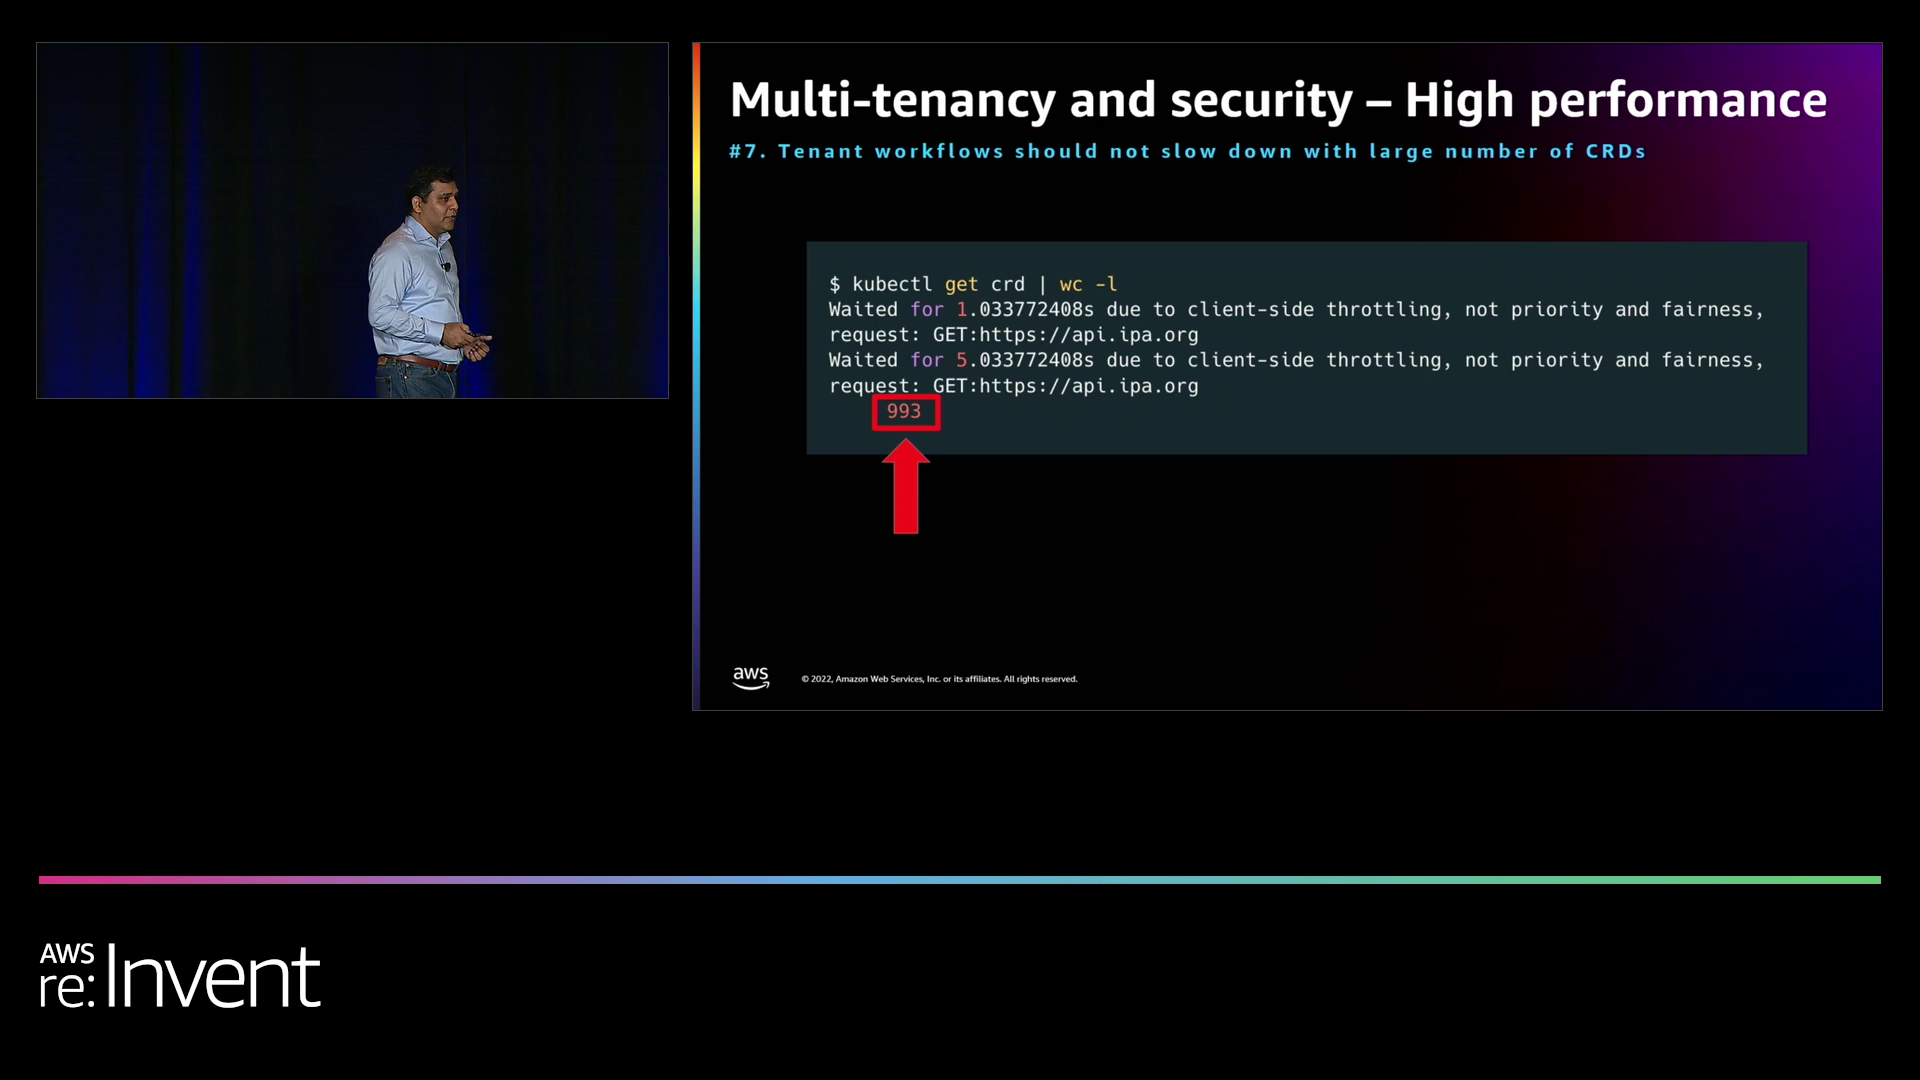 Multi-tenancy and security – High performance
#7. Tenant workflows should not slow down with large number of CRDs
$ kubectl get crd | wc -l
Waited for 1.033772408s due to client-side throttling, not priority and fairness,
request: GET:https://api.ipa.org
Waited for 5.033772408s due to client-side throttling, not priority and fairness,
request: GET:https://api.ipa.org
993
aws
© 2022, Amazon Web Services, Inc. or its affiliates. All rights reserved.
AWS
re:Invent